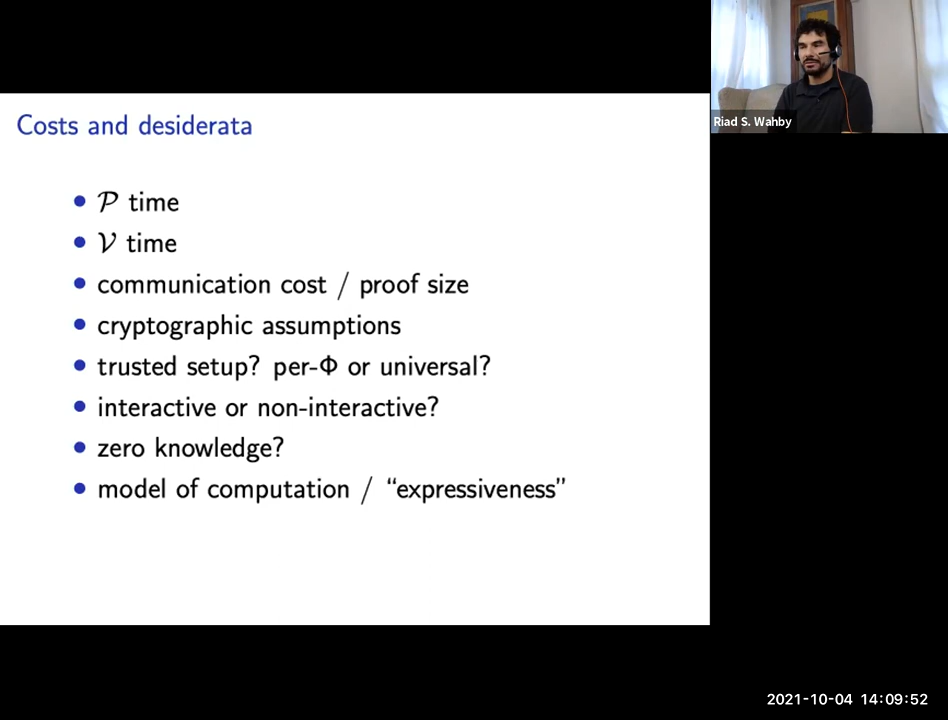 Costs and desiderata
• 𝒫 time
• 𝒱 time
• communication cost / proof size
• cryptographic assumptions
• trusted setup? per-Φ or universal?
• interactive or non-interactive?
• zero knowledge?
• model of computation / “expressiveness”
Riad S. Wahby
2021-10-04 14:09:52